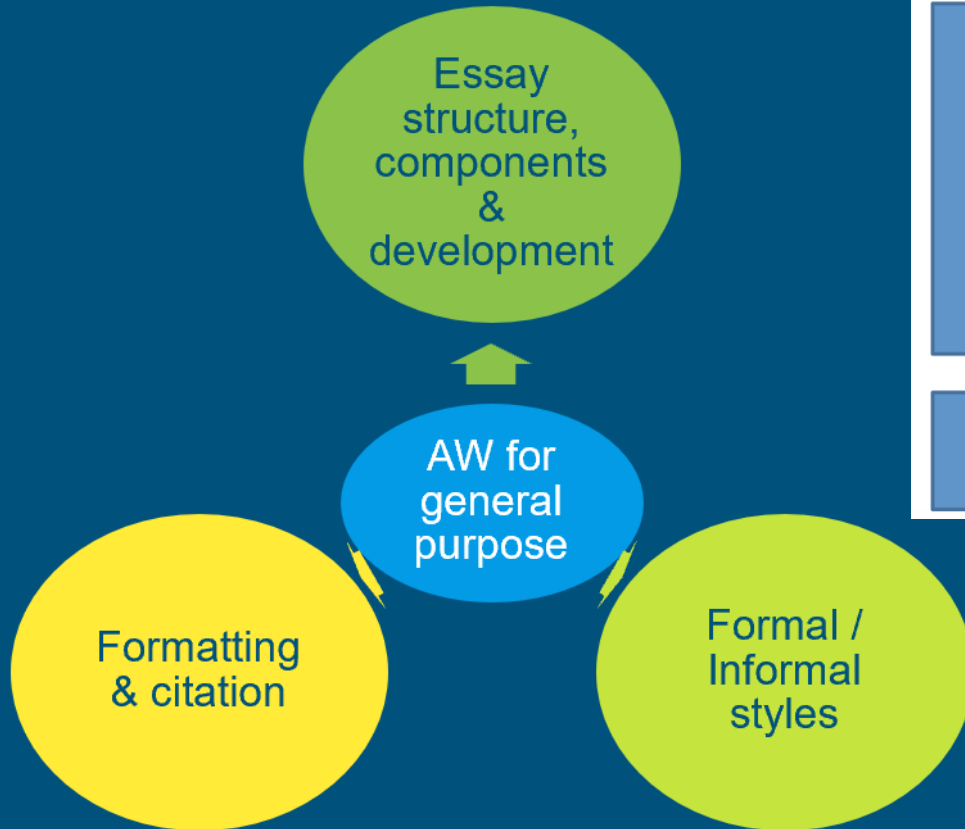 Essay
structure,
components
&
development
AW for
general
purpose
Formatting
& citation
Formal /
Informal
styles